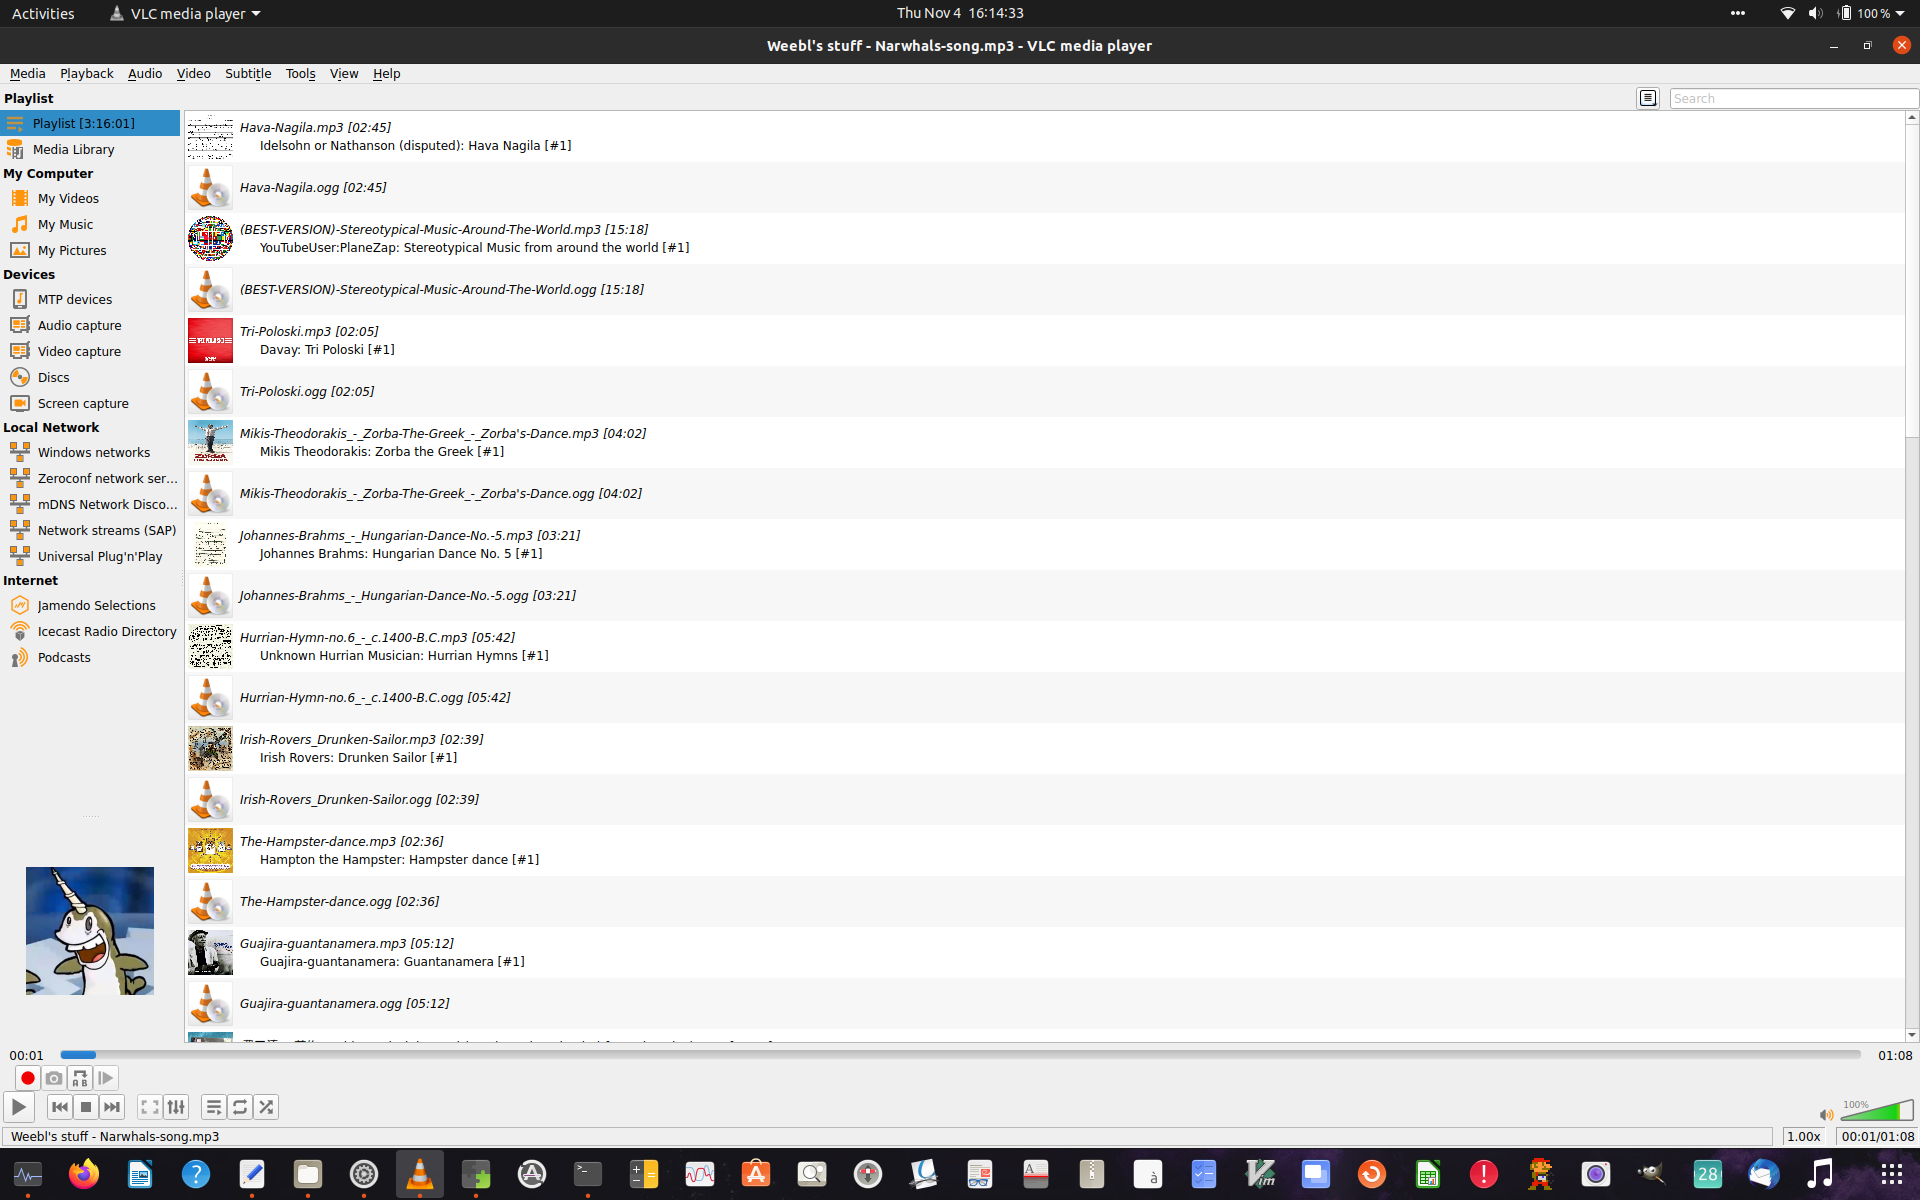 Activities
VLC media player
Thu Nov 4 16:14:33
100 %
Weebl's stuff - Narwhals-song.mp3 - VLC media player
Media Playback Audio Video Subtitle Tools View Help
Playlist
Search
Playlist [3:16:01]
Media Library
My Computer
My Videos
My Music
My Pictures
Devices
MTP devices
Audio capture
Video capture
Discs
Screen capture
Local Network
Windows networks
Zeroconf network ser...
mDNS Network Disco...
Network streams (SAP)
Universal Plug'n'Play
Internet
Jamendo Selections
Icecast Radio Directory
Podcasts
Hava-Nagila.mp3 [02:45]
Idelsohn or Nathanson (disputed): Hava Nagila [#1]
Hava-Nagila.ogg [02:45]
(BEST-VERSION)-Stereotypical-Music-Around-The-World.mp3 [15:18]
YouTubeUser:PlaneZap: Stereotypical Music from around the world [#1]
(BEST-VERSION)-Stereotypical-Music-Around-The-World.ogg [15:18]
Tri-Poloski.mp3 [02:05]
Davay: Tri Poloski [#1]
Tri-Poloski.ogg [02:05]
Mikis-Theodorakis_-_Zorba-The-Greek_-_Zorba's-Dance.mp3 [04:02]
Mikis Theodorakis: Zorba the Greek [#1]
Mikis-Theodorakis_-_Zorba-The-Greek_-_Zorba's-Dance.ogg [04:02]
Johannes-Brahms_-_Hungarian-Dance-No.-5.mp3 [03:21]
Johannes Brahms: Hungarian Dance No. 5 [#1]
Johannes-Brahms_-_Hungarian-Dance-No.-5.ogg [03:21]
Hurrian-Hymn-no.6_-_c.1400-B.C.mp3 [05:42]
Unknown Hurrian Musician: Hurrian Hymns [#1]
Hurrian-Hymn-no.6_-_c.1400-B.C.ogg [05:42]
Irish-Rovers_Drunken-Sailor.mp3 [02:39]
Irish Rovers: Drunken Sailor [#1]
Irish-Rovers_Drunken-Sailor.ogg [02:39]
The-Hampster-dance.mp3 [02:36]
Hampton the Hampster: Hampster dance [#1]
The-Hampster-dance.ogg [02:36]
Guajira-guantanamera.mp3 [05:12]
Guajira-guantanamera: Guantanamera [#1]
Guajira-guantanamera.ogg [05:12]
00:01
01:08
A B
100%
Weebl's stuff - Narwhals-song.mp3
1.00x
00:01/01:08
28